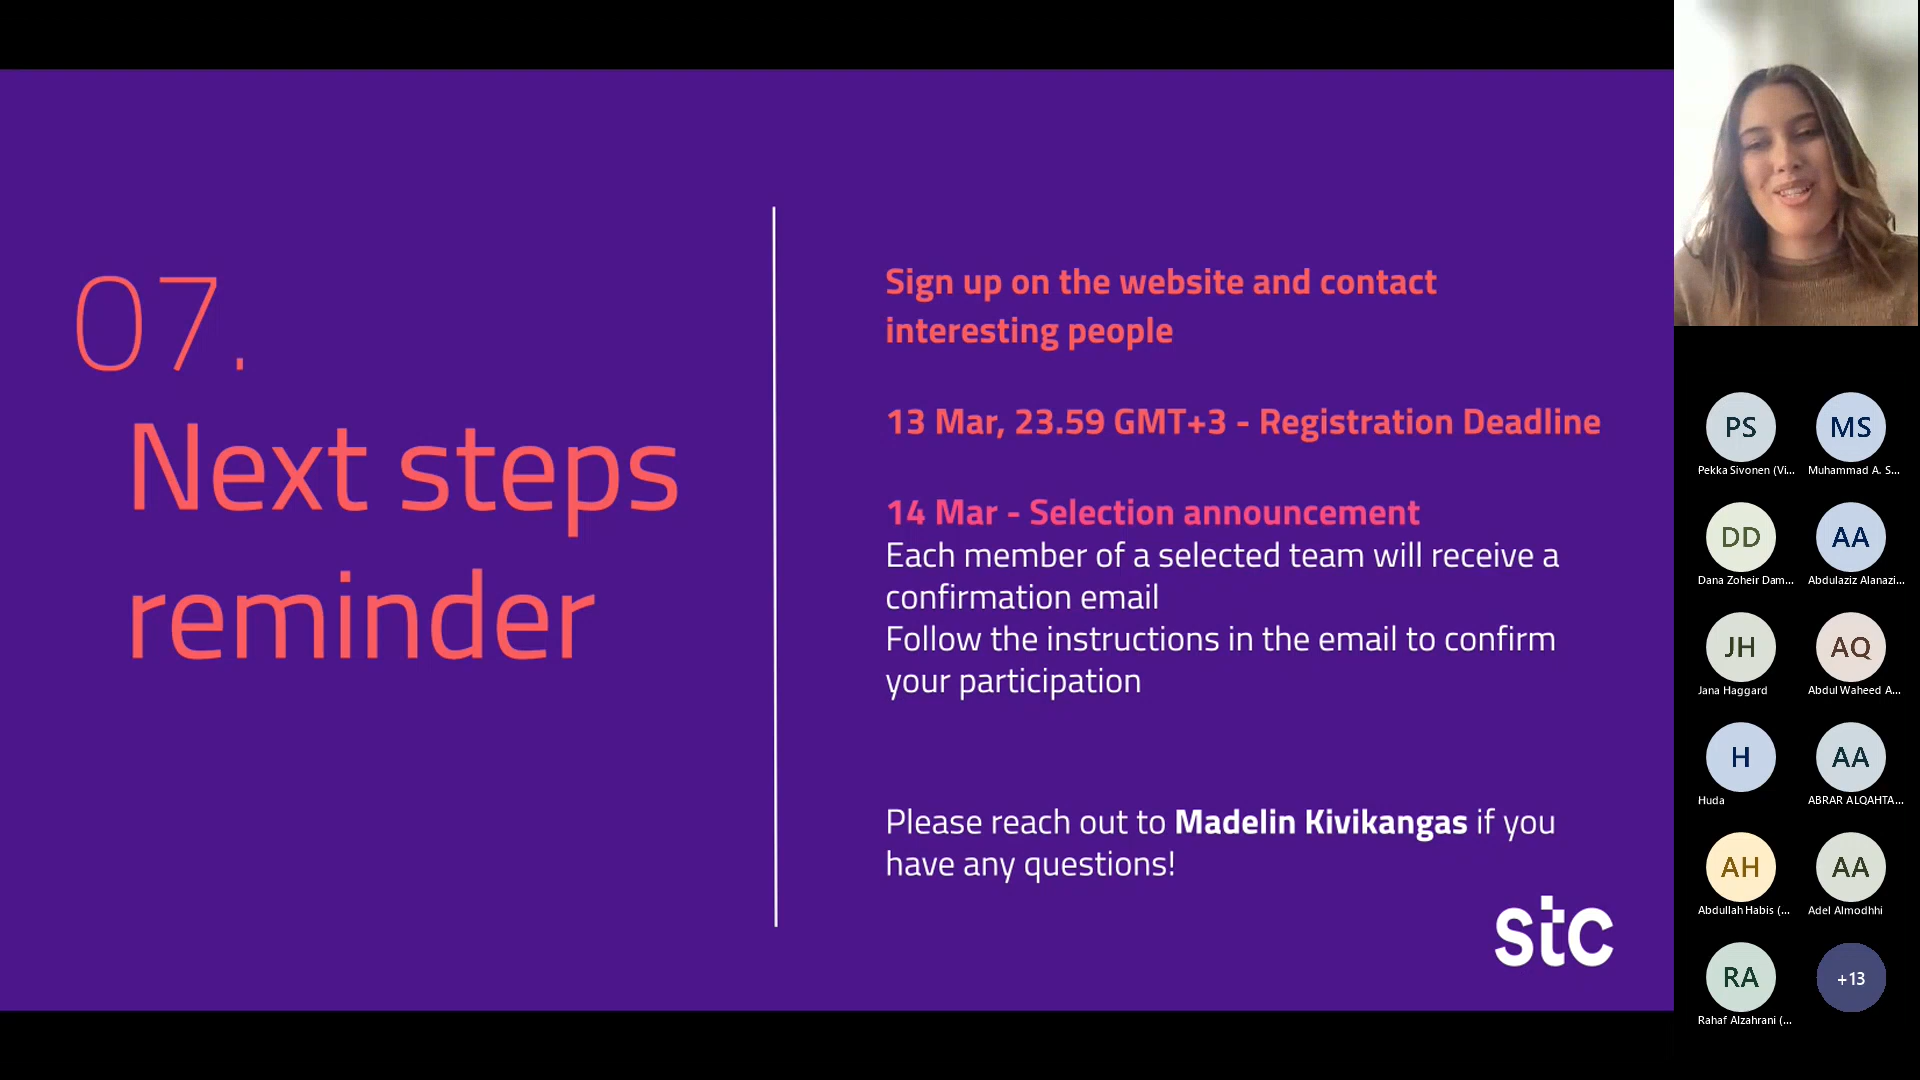 07.
Next steps
reminder
Sign up on the website and contact
interesting people
13 Mar, 23.59 GMT+3 - Registration Deadline
14 Mar - Selection announcement
Each member of a selected team will receive a
confirmation email
Follow the instructions in the email to confirm
your participation
Please reach out to Madelin Kivikangas if you
have any questions!
stc
PS
MS
Pekka Sivonen (Vi...
Muhammad A. S...
DD
AA
Dana Zoheir Dam...
Abdulaziz Alanazi...
JH
AQ
Jana Haggard
Abdul Waheed A...
H
AA
Huda
ABRAR ALQAHTA...
AH
AA
Abdullah Habis (...
Adel Almodhhi
RA
+13
Rahaf Alzahrani (...